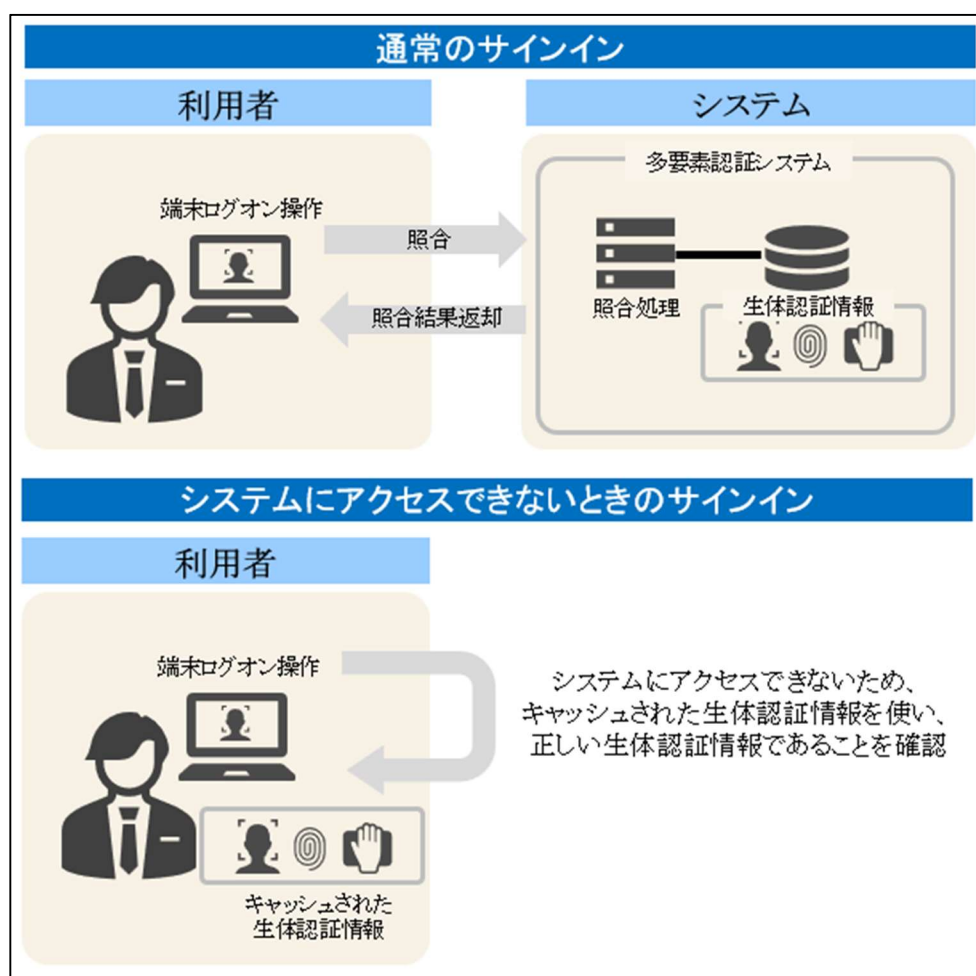 通常のサインイン
利用者
システム
多要素認証システム
端末ログオン操作
照合
照合結果返却
照合処理
生体認証情報
システムにアクセスできないときのサインイン
利用者
端末ログオン操作
システムにアクセスできないため、
キャッシュされた生体認証情報を使い、
正しい生体認証情報であることを確認
キャッシュされた
生体認証情報